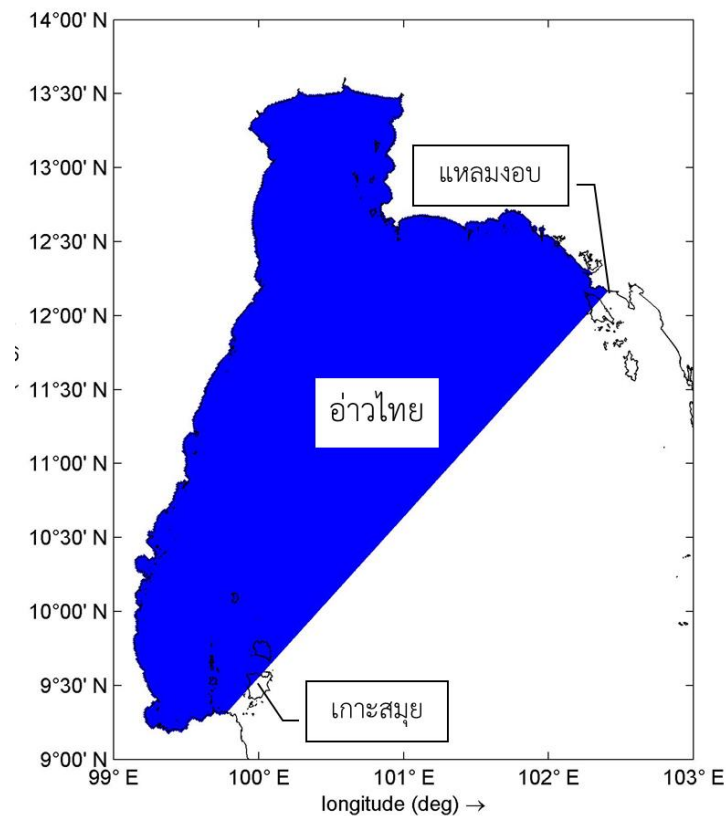 14°00' N
13°30' N
13°00' N
12°30' N
12°00' N
11°30' N
11°00' N
10°30' N
10°00' N
9°30' N
9°00' N
แหลมงอบ
อ่าวไทย
เกาะสมุย
99° E
100° E
101° E
102° E
103° E
longitude (deg) →